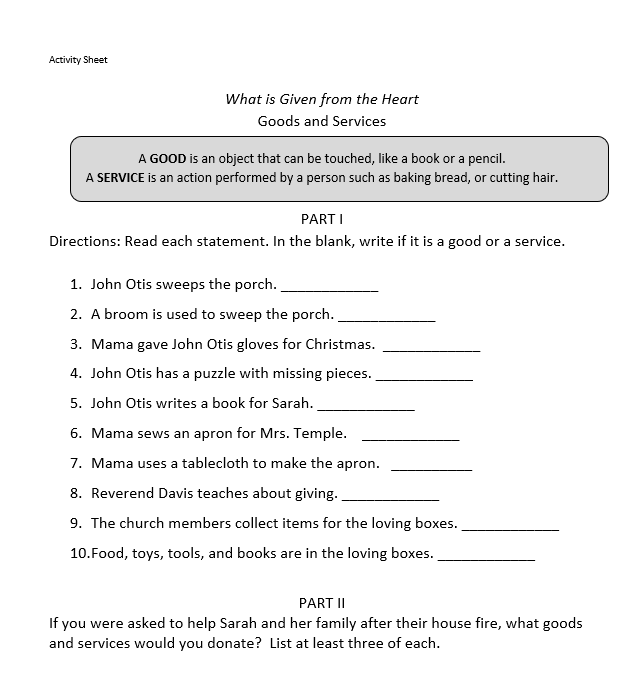 Activity Sheet
What is Given from the Heart
Goods and Services
A GOOD is an object that can be touched, like a book or a pencil.
A SERVICE is an action performed by a person such as baking bread, or cutting hair.
PART I
Directions: Read each statement. In the blank, write if it is a good or a service.
1. John Otis sweeps the porch. ____________
2. A broom is used to sweep the porch. ____________
3. Mama gave John Otis gloves for Christmas. ____________
4. John Otis has a puzzle with missing pieces. ____________
5. John Otis writes a book for Sarah. ____________
6. Mama sews an apron for Mrs. Temple. ____________
7. Mama uses a tablecloth to make the apron. __________
8. Reverend Davis teaches about giving. ____________
9. The church members collect items for the loving boxes. ____________
10.Food, toys, tools, and books are in the loving boxes. ____________
PART II
If you were asked to help Sarah and her family after their house fire, what goods
and services would you donate? List at least three of each.